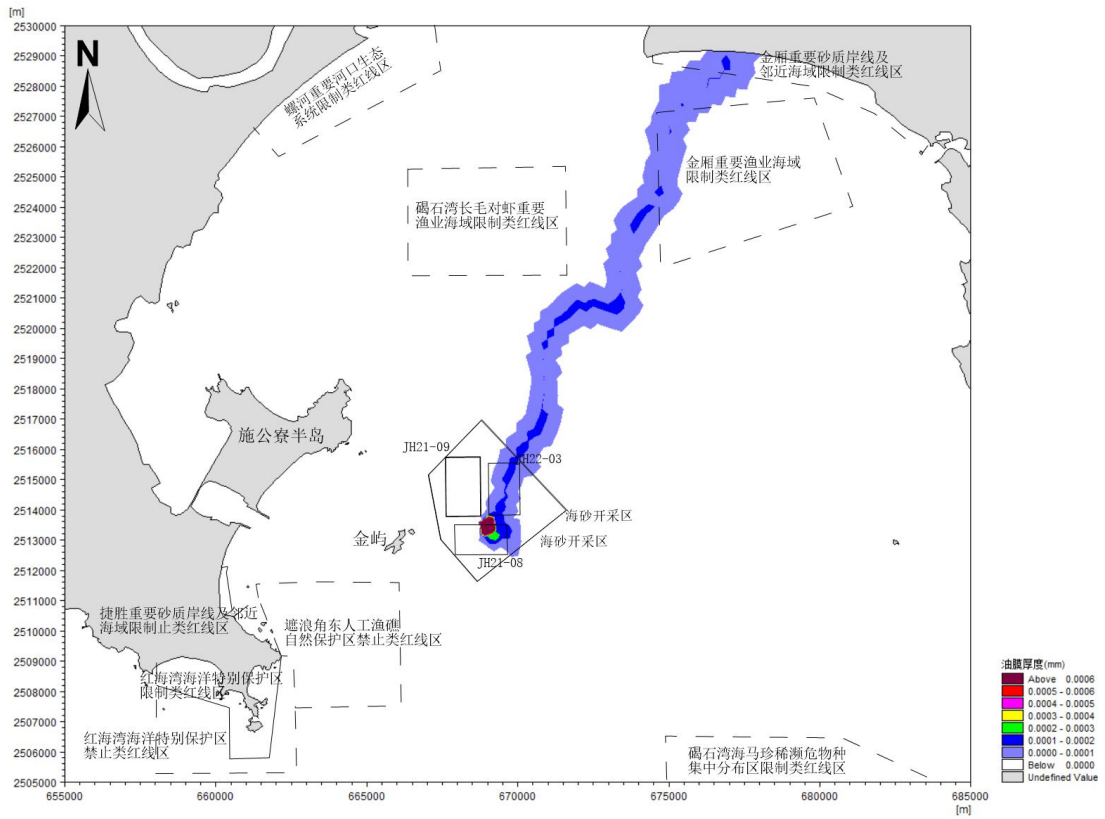 [m]
2530000
2529000
2528000
2527000
2526000
2525000
2524000
2523000
2522000
2521000
2520000
2519000
2518000
2517000
2516000
2515000
2514000
2513000
2512000
2511000
2510000
2509000
2508000
2507000
2506000
2505000
N
螺河重要河口生态
系统限制类红线区
金厢重要砂质岸线及
邻近海域限制类红线区
金厢重要渔业海域
限制类红线区
碣石湾长毛对虾重要
渔业海域限制类红线区
施公寮半岛
JH21-09
JH22-03
海砂开采区
海砂开采区
金屿
JH21-08
捷胜重要砂质岸线及邻近
海域限制止类红线区
遮浪角东人工鱼礁
自然保护区禁止类红线区
红海湾海洋特别保护区
限制类红线区
红海湾海洋特别保护区
禁止类红线区
碣石湾海马珍稀濒危物种
集中分布区限制类红线区
655000 660000 665000 670000 675000 680000 685000
[m]
油膜厚度(mm)
Above 0.0006
0.0005 - 0.0006
0.0004 - 0.0005
0.0003 - 0.0004
0.0002 - 0.0003
0.0001 - 0.0002
0.0000 - 0.0001
Below 0.0000
Undefined Value